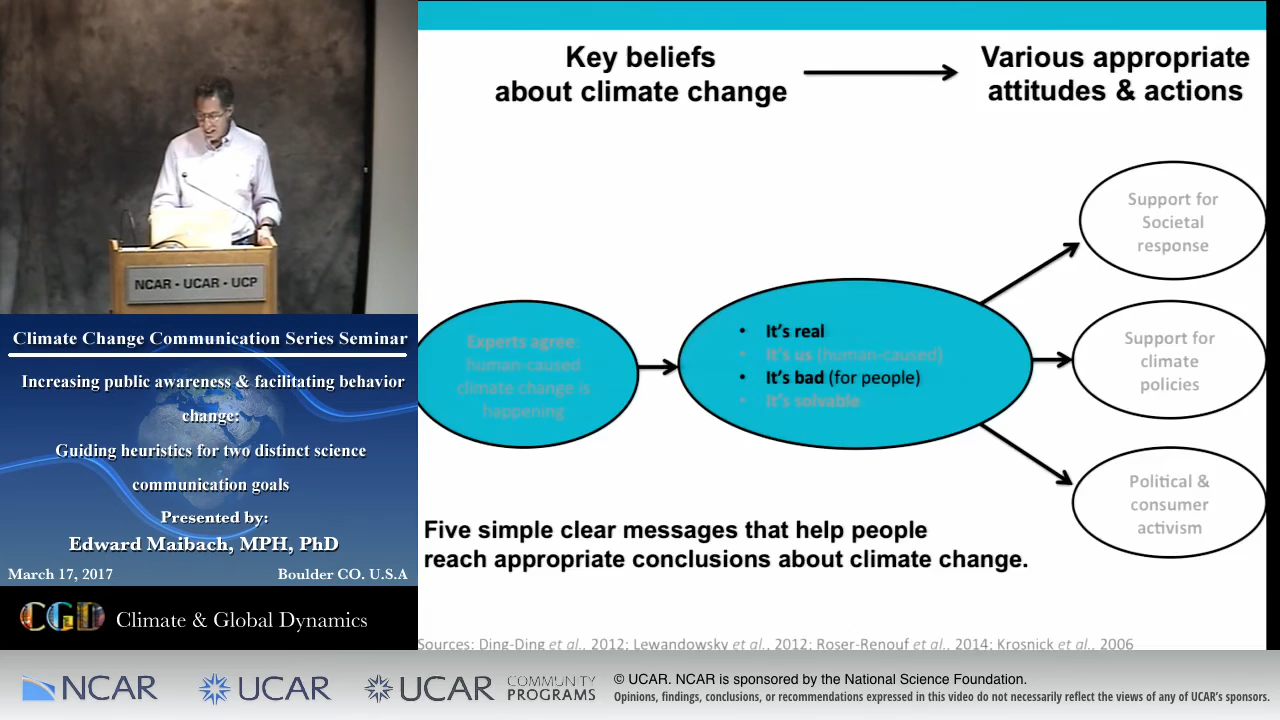 Key beliefs
about climate change
Various appropriate
attitudes & actions
Support for
Societal
response
Experts agree:
human-caused
climate change is
happening
• It's real
• It's us (human-caused)
• It's bad (for people)
• It's solvable
Support for
climate
policies
Political &
consumer
activism
Five simple clear messages that help people
reach appropriate conclusions about climate change.
Sources: Ding-Ding et al., 2012; Lewandowsky et al., 2012; Roser-Renouf et al., 2014; Krosnick et al., 2006
NCAR - UCAR - UCP
Climate Change Communication Series Seminar
Increasing public awareness & facilitating behavior
change:
Guiding heuristics for two distinct science
communication goals
Presented by:
Edward Maibach, MPH, PhD
March 17, 2017
Boulder CO. U.S.A
CGD Climate & Global Dynamics
NCAR
UCAR
UCAR
COMMUNITY
PROGRAMS
© UCAR. NCAR is sponsored by the National Science Foundation.
Opinions, findings, conclusions, or recommendations expressed in this video do not necessarily reflect the views of any of UCAR's sponsors.